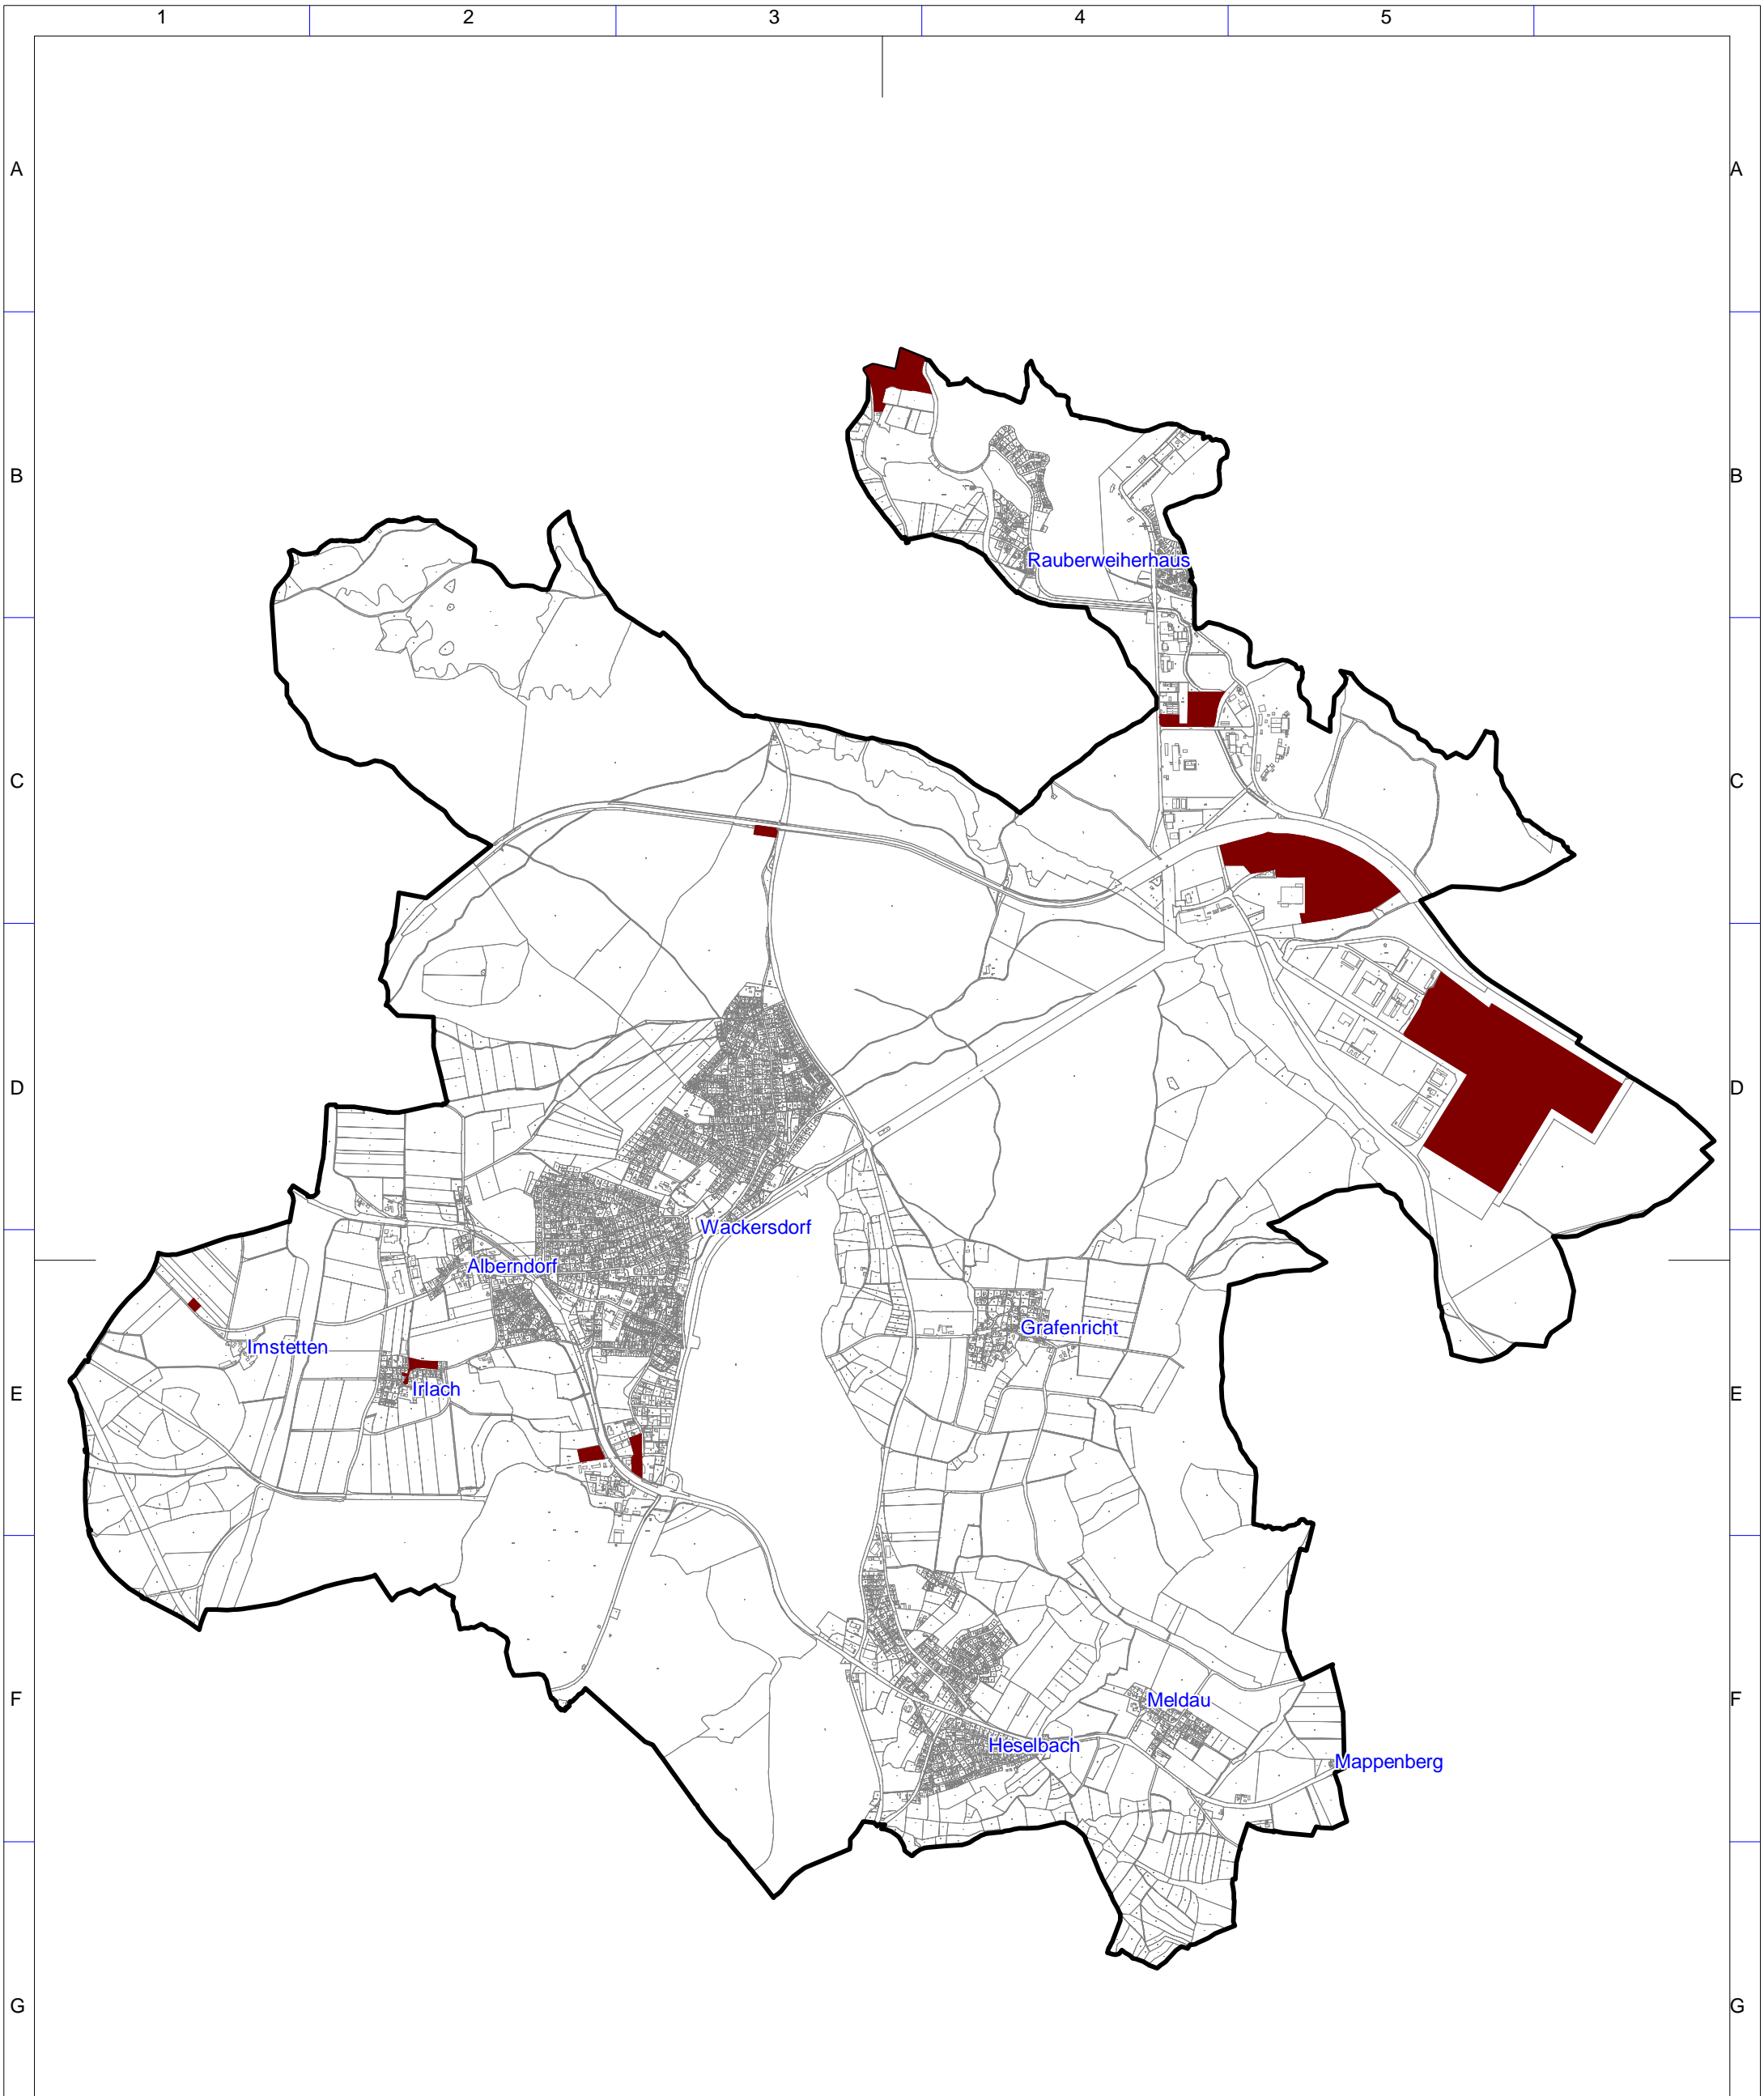 1 2 3 4 5
A A
B B
Rauberweiherhaus
C C
D D
Wackersdorf
Alberndorf
Grafenricht
Imstetten
Irlach
E E
Meldau
F F
Heselbach
Mappenberg
G G